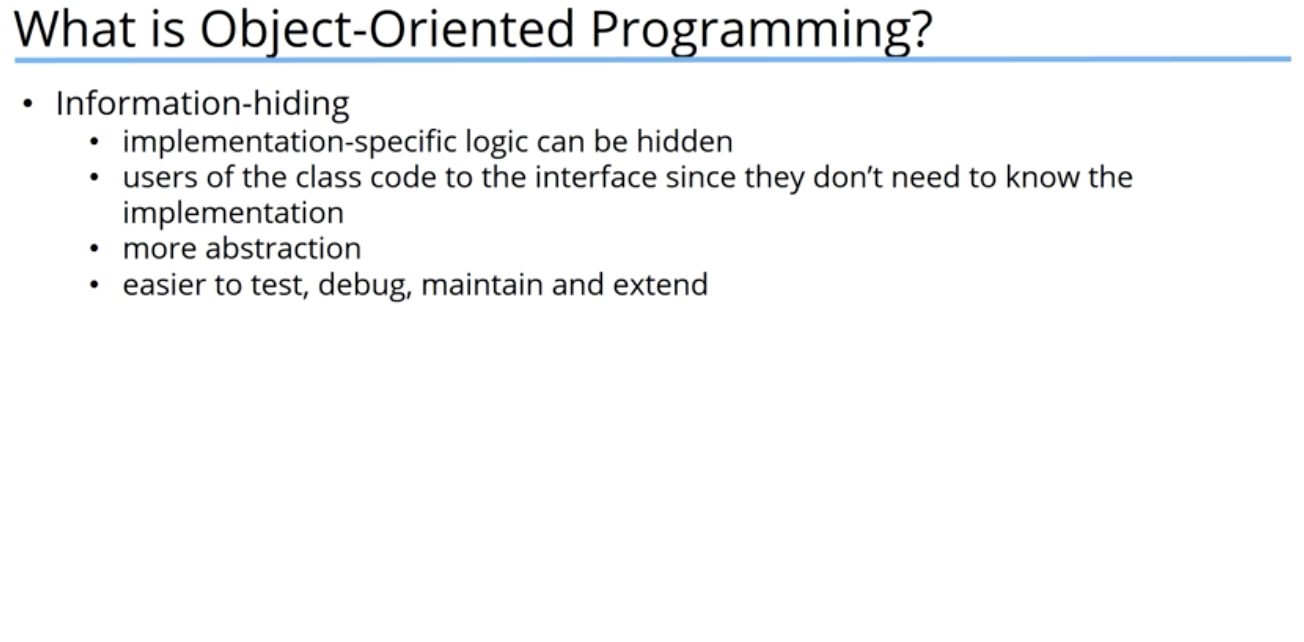 What is Object-Oriented Programming?
• Information-hiding
• implementation-specific logic can be hidden
• users of the class code to the interface since they don’t need to know the
implementation
• more abstraction
• easier to test, debug, maintain and extend